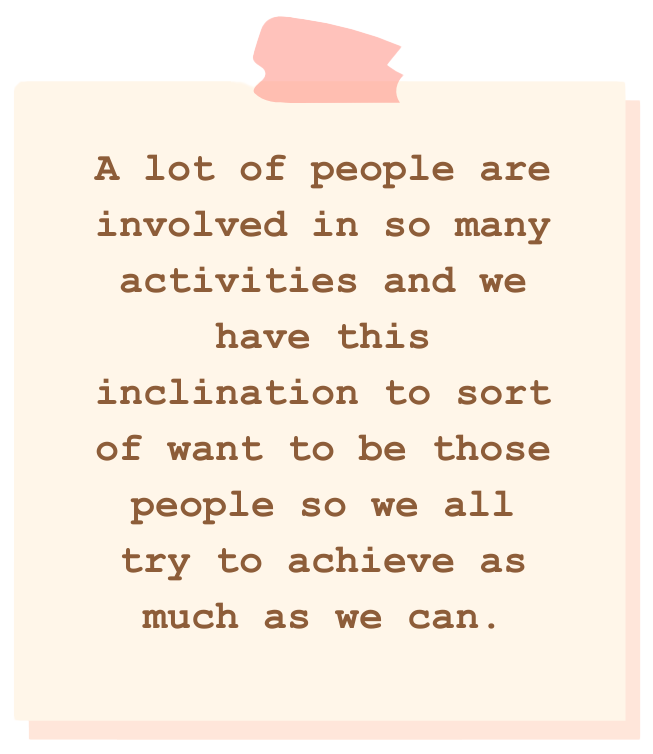 A lot of people are
involved in so many
activities and we
have this
inclination to sort
of want to be those
people so we all
try to achieve as
much as we can.